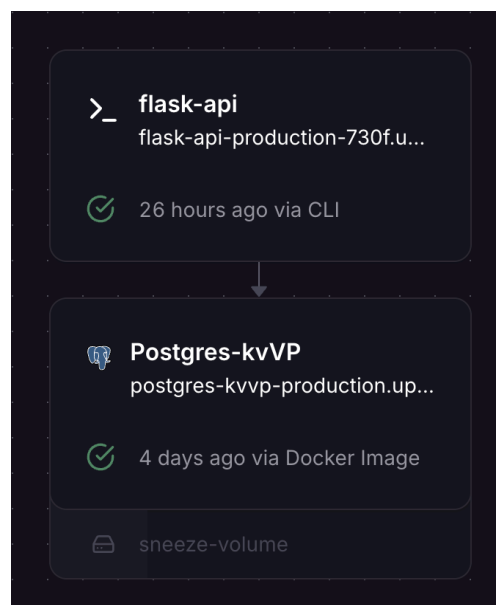 flask-api
flask-api-production-730f.u...
26 hours ago via CLI
Postgres-kvVP
postgres-kvvp-production.up...
4 days ago via Docker Image
sneeze-volume